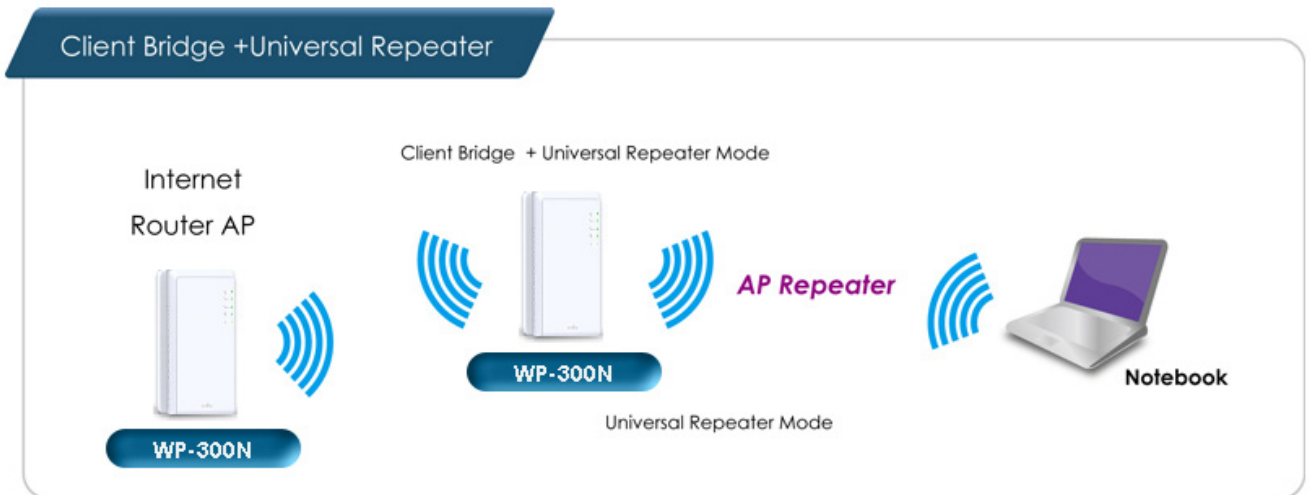 Client Bridge +Universal Repeater
Client Bridge + Universal Repeater Mode
Internet
Router AP
AP Repeater
WP-300N
Notebook
Universal Repeater Mode
WP-300N